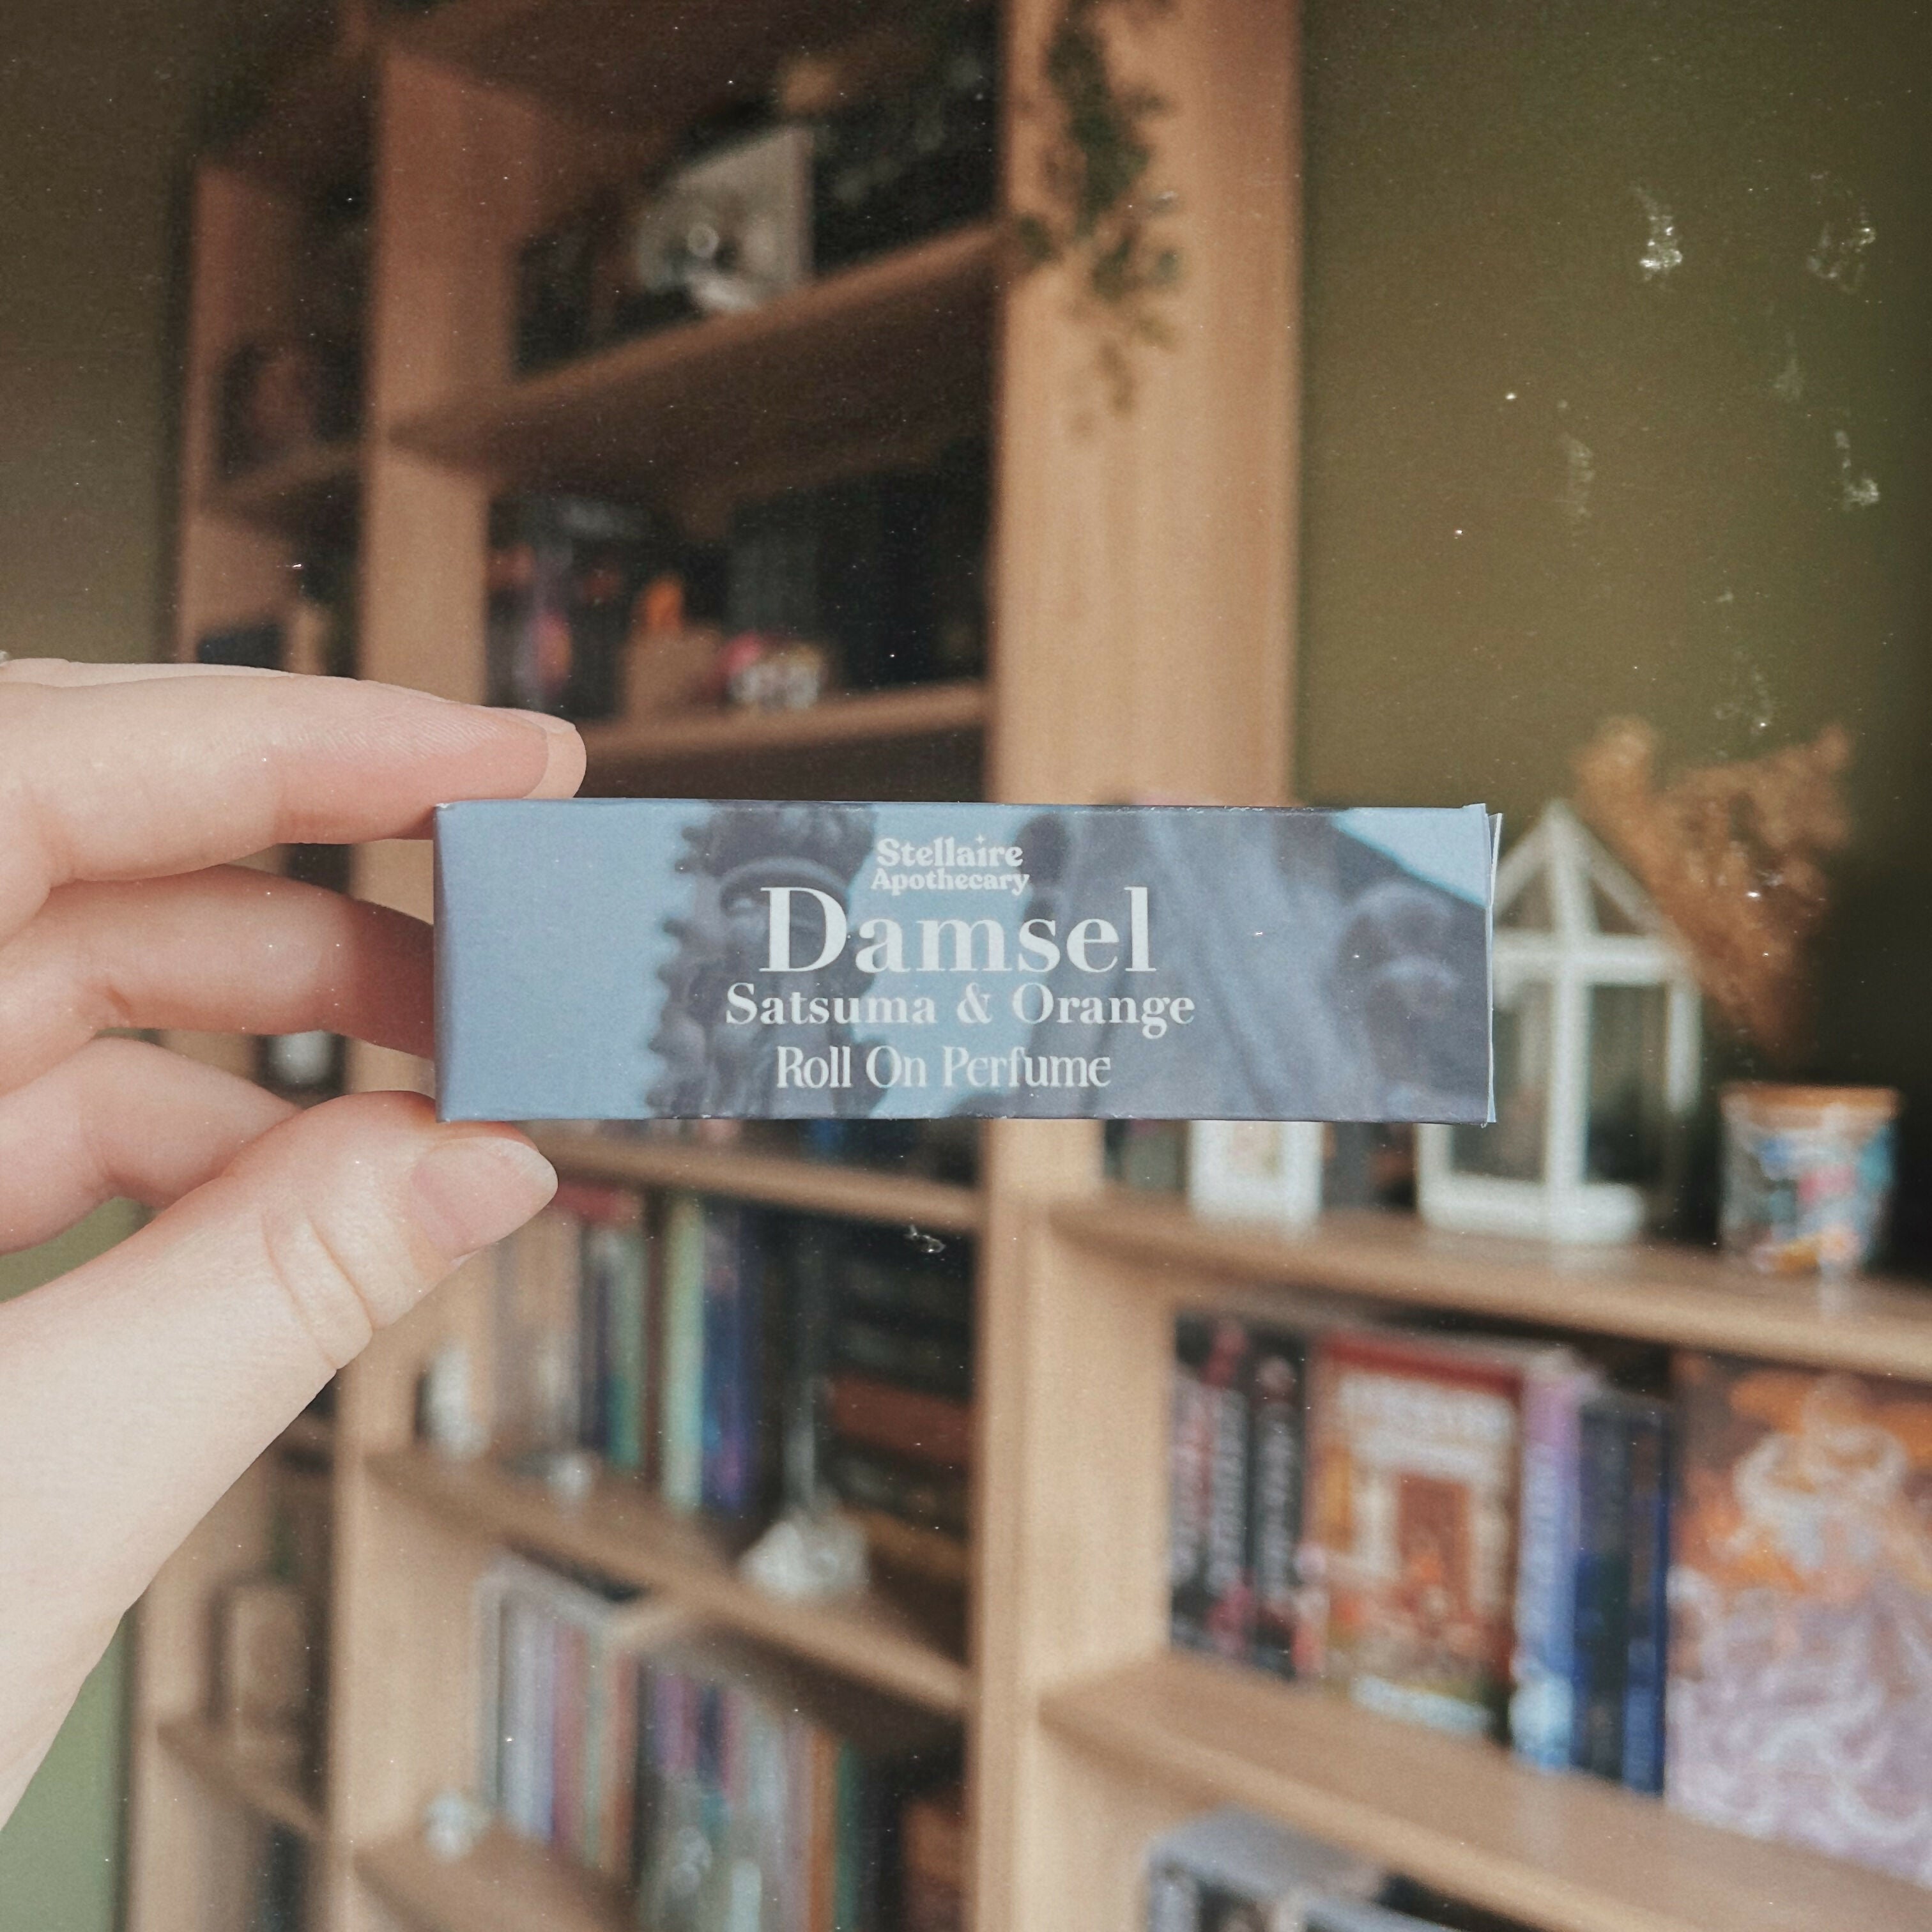 Stellaire
Apothecary
Damsel
Satsuma & Orange
Roll On Perfume